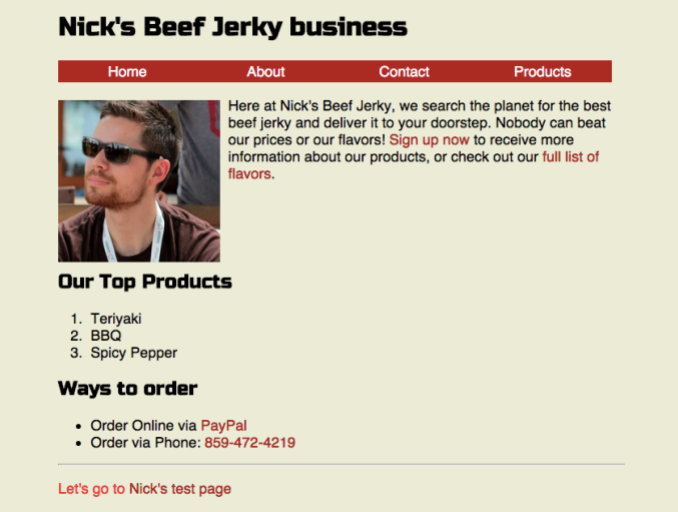 Nick's Beef Jerky business
Home About Contact Products
Here at Nick's Beef Jerky, we search the planet for the best
beef jerky and deliver it to your doorstep. Nobody can beat
our prices or our flavors! Sign up now to receive more
information about our products, or check out our full list of
flavors.
Our Top Products
1. Teriyaki
2. BBQ
3. Spicy Pepper
Ways to order
• Order Online via PayPal
• Order via Phone: 859-472-4219
Let's go to Nick's test page